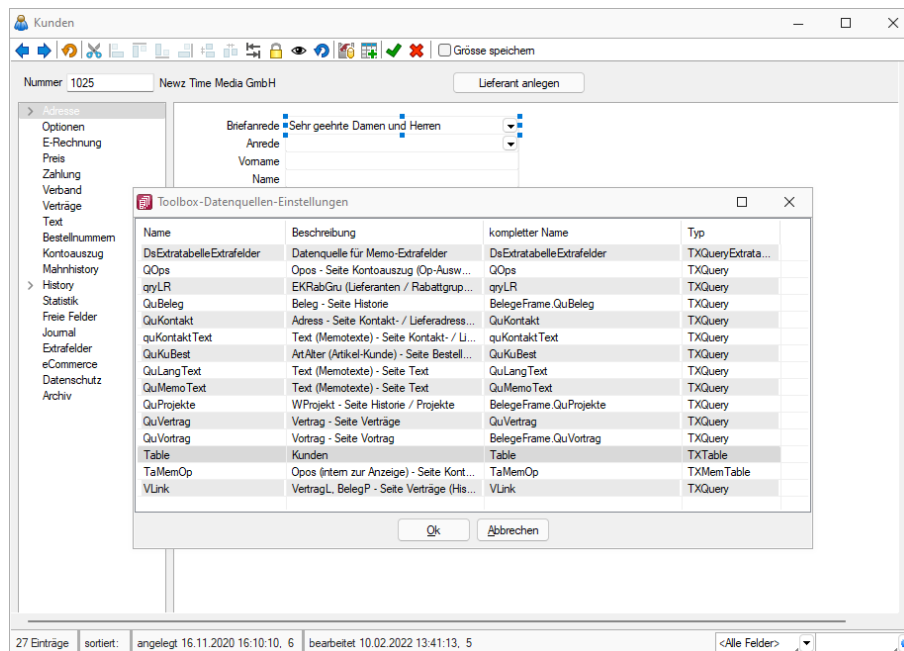 Kunden
Grösse speichern
Nummer 1025 Newz Time Media GmbH Lieferant anlegen
Adresse
Optionen
E-Rechnung
Preis
Zahlung
Verband
Verträge
Text
Bestellnummern
Kontoauszug
Mahnhistory
History
Statistik
Freie Felder
Journal
Extrafelder
eCommerce
Datenschutz
Archiv
Briefanrede Sehr geehrte Damen und Herren
Anrede
Vorname
Name
Toolbox-Datenquellen-Einstellungen
Name Beschreibung kompletter Name Typ
DsExtratabelleExtrafelder Datenquelle für Memo-Extrafelder DsExtratabelleExtrafelder TXQueryExtrata...
QOps Opos - Seite Kontoauszug (Op-Ausw... QOps TXQuery
qryLR EKRabGru (Lieferanten / Rabattgrup... qryLR TXQuery
QuBeleg Beleg - Seite Historie BelegeFrame.QuBeleg TXQuery
QuKontakt Adress - Seite Kontakt- / Lieferadress... QuKontakt TXQuery
quKontaktText Text (Memotexte) - Seite Kontakt- / Li... quKontaktText TXQuery
QuKuBest ArtAlter (Artikel-Kunde) - Seite Bestell... QuKuBest TXQuery
QuLangText Text (Memotexte) - Seite Text QuLangText TXQuery
QuMemoText Text (Memotexte) - Seite Text QuMemoText TXQuery
QuProjekte WProjekt - Seite Historie / Projekte BelegeFrame.QuProjekte TXQuery
QuVertrag Vertrag - Seite Verträge QuVertrag TXQuery
QuVortrag Vortrag - Seite Vortrag BelegeFrame.QuVortrag TXQuery
Table Kunden Table TXTable
TaMemOp Opos (intern zur Anzeige) - Seite Kont... TaMemOp TXMemTable
VLink VertragL, BelegP - Seite Verträge (His... VLink TXQuery
Ok Abbrechen
27 Einträge sortiert: angelegt 16.11.2020 16:10:10, 6 bearbeitet 10.02.2022 13:41:13, 5 <Alle Felder>